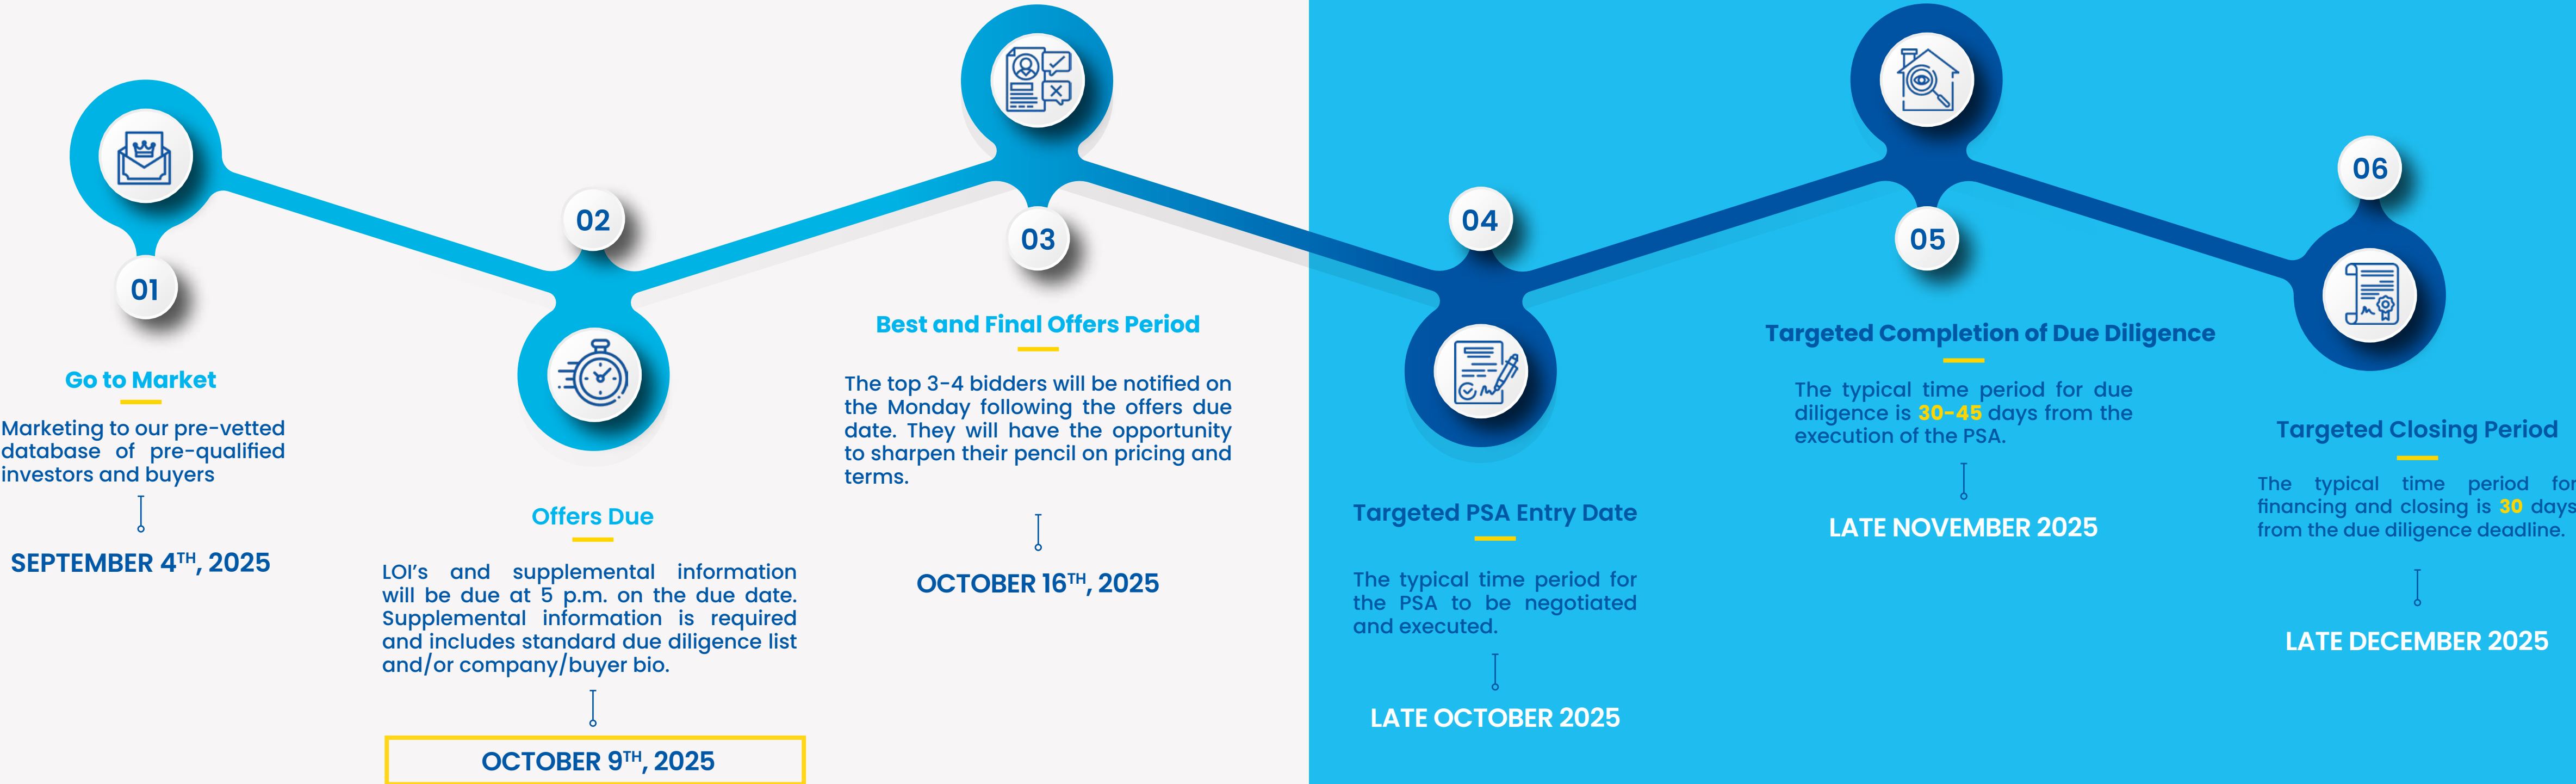 01
Go to Market
Marketing to our pre-vetted
database of pre-qualified
investors and buyers
SEPTEMBER 4TH, 2025
02
Offers Due
LOI’s and supplemental information
will be due at 5 p.m. on the due date.
Supplemental information is required
and includes standard due diligence list
and/or company/buyer bio.
OCTOBER 9TH, 2025
03
Best and Final Offers Period
The top 3-4 bidders will be notified on
the Monday following the offers due
date. They will have the opportunity
to sharpen their pencil on pricing and
terms.
OCTOBER 16TH, 2025
04
Targeted PSA Entry Date
The typical time period for
the PSA to be negotiated
and executed.
LATE OCTOBER 2025
05
Targeted Completion of Due Diligence
The typical time period for due
diligence is 30-45 days from the
execution of the PSA.
LATE NOVEMBER 2025
06
Targeted Closing Period
The typical time period for
financing and closing is 30 days
from the due diligence deadline.
LATE DECEMBER 2025